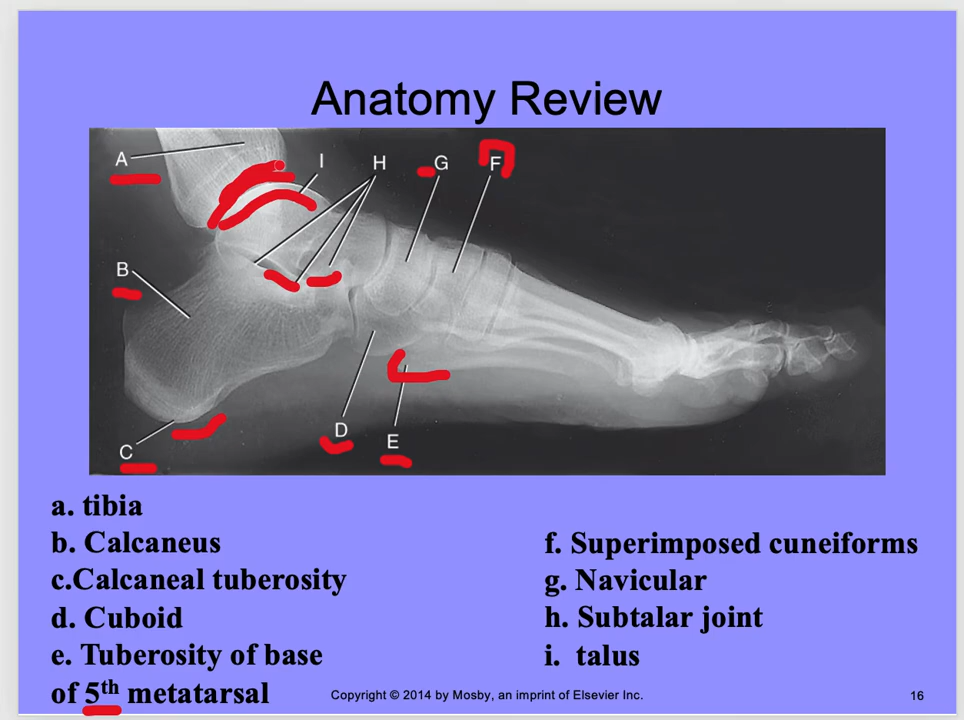 Anatomy Review
A
I
H
G
F
B
D
E
C
a. tibia
b. Calcaneus
c.Calcaneal tuberosity
d. Cuboid
e. Tuberosity of base
of 5th metatarsal
f. Superimposed cuneiforms
g. Navicular
h. Subtalar joint
i. talus
Copyright © 2014 by Mosby, an imprint of Elsevier Inc.
16